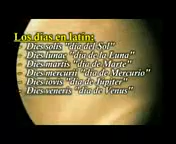 Los días en latín:
- Dies solis "día del Sol"
- Dies lunae "día de la Luna"
- Dies martis "día de Marte"
- Dies mercurii "día de Mercurio"
- Dies iovis "día de Júpiter"
- Dies veneris "día de Venus"